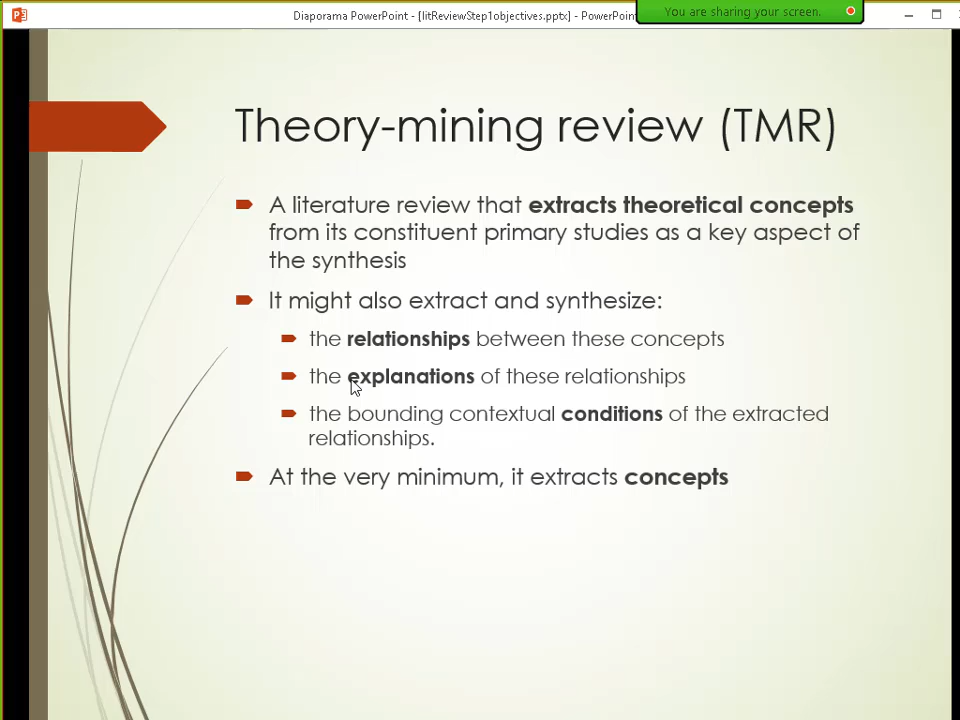 Diaporama PowerPoint - [litReviewStep1objectives.pptx] - PowerPoin
You are sharing your screen.
Theory-mining review (TMR)
A literature review that extracts theoretical concepts
from its constituent primary studies as a key aspect of
the synthesis
It might also extract and synthesize:
the relationships between these concepts
the explanations of these relationships
the bounding contextual conditions of the extracted
relationships.
At the very minimum, it extracts concepts